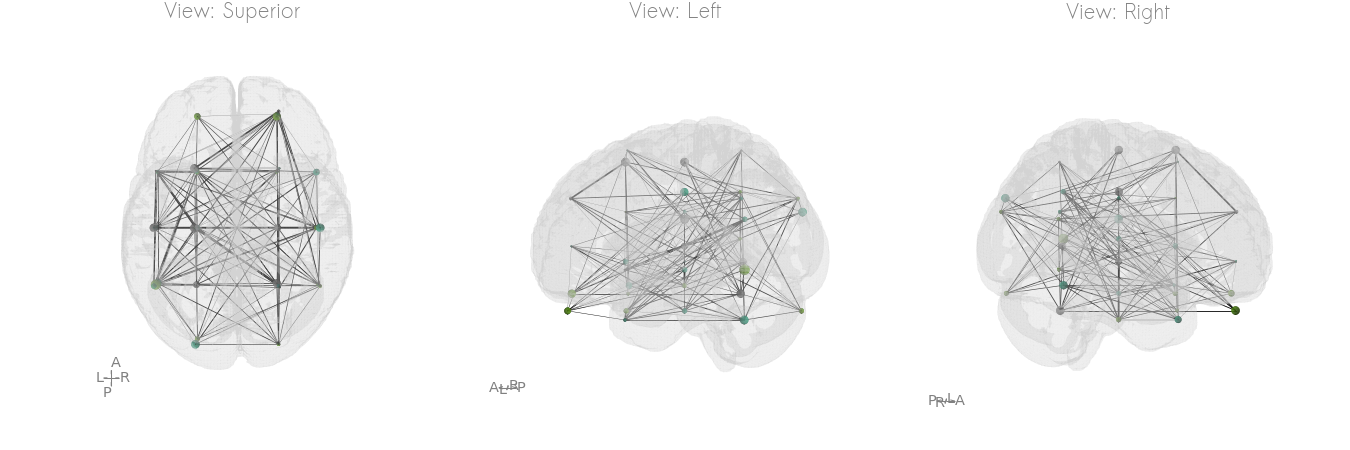 View: Superior
View: Left
View: Right
A
L R
P
A L R P
P R L A